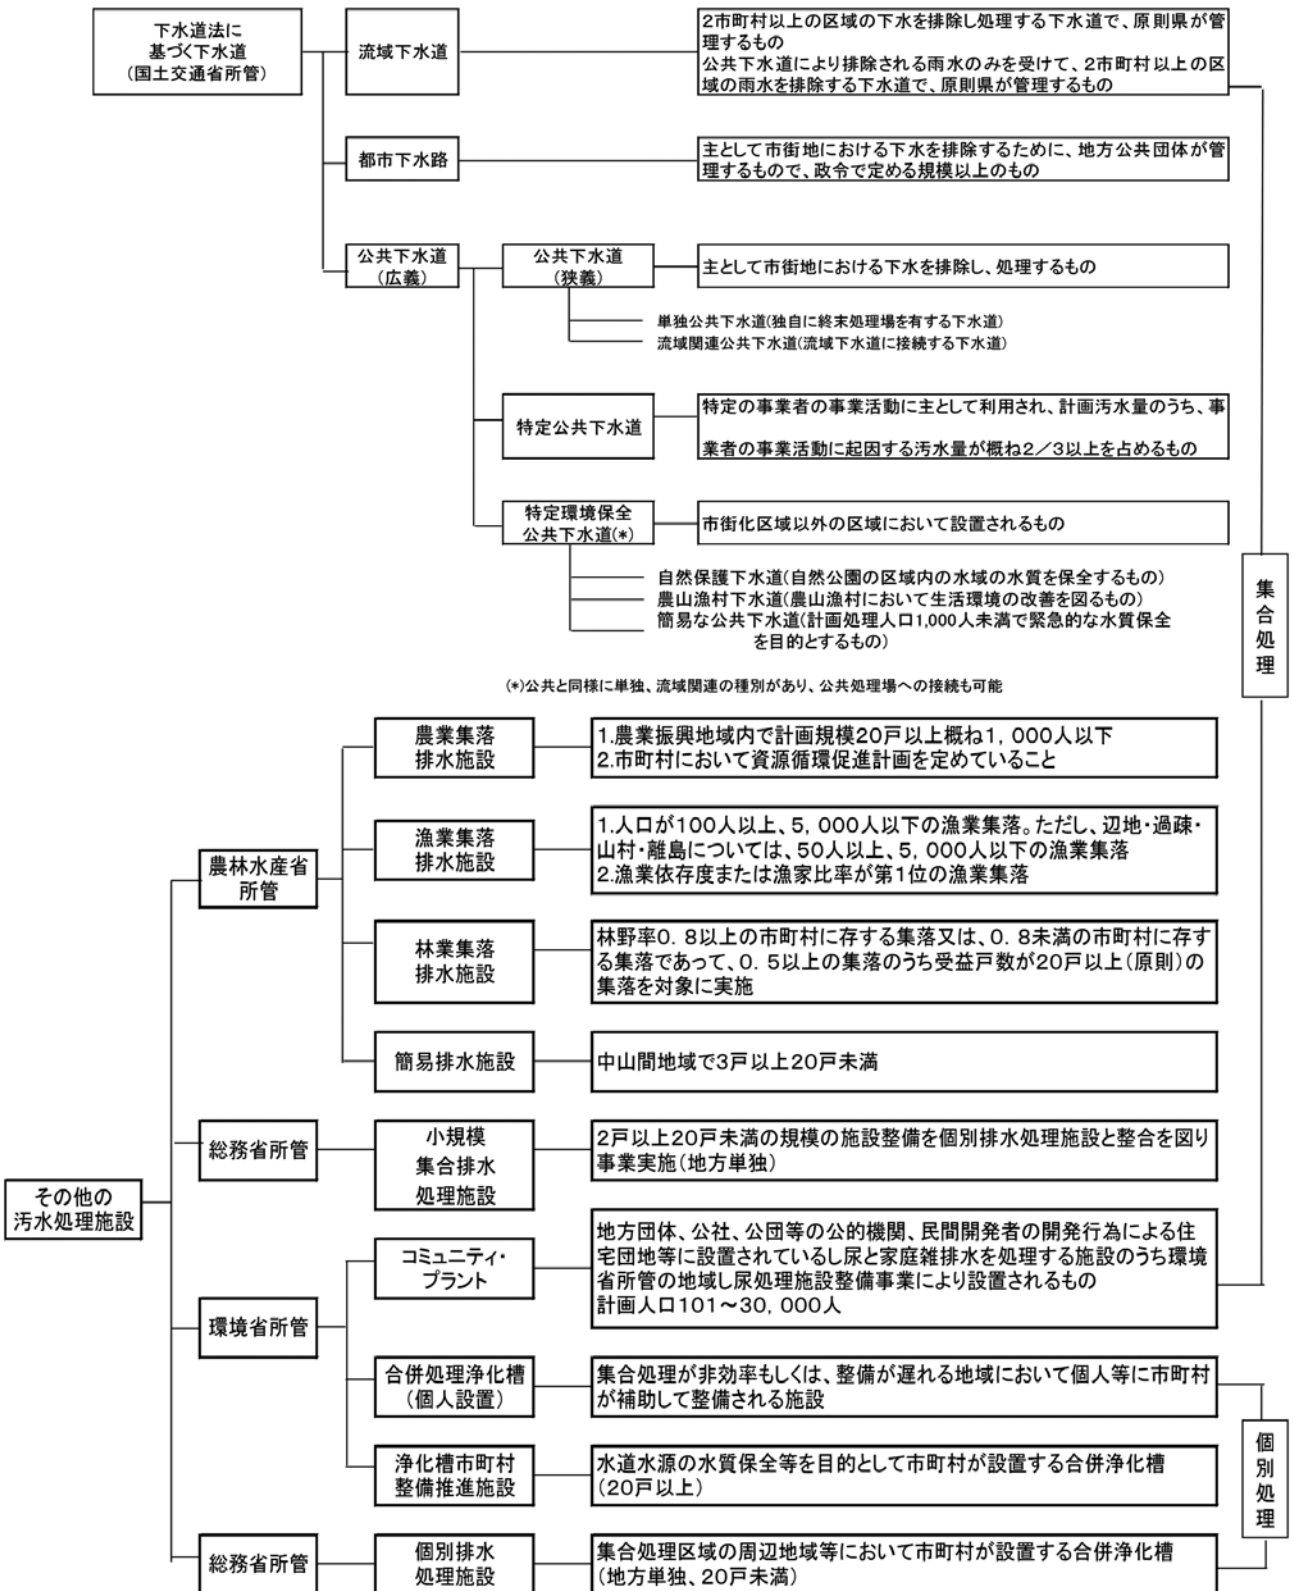 下水道法に
基づく下水道
(国土交通省所管)
流域下水道
2市町村以上の区域の下水を排除し処理する下水道で、原則県が管
理するもの
公共下水道により排除される雨水のみを受けて、2市町村以上の区
域の雨水を排除する下水道で、原則県が管理するもの
都市下水路
主として市街地における下水を排除するために、地方公共団体が管
理するもので、政令で定める規模以上のもの
公共下水道
(広義)
公共下水道
(狭義)
主として市街地における下水を排除し、処理するもの
単独公共下水道(独自に終末処理場を有する下水道)
流域関連公共下水道(流域下水道に接続する下水道)
特定公共下水道
特定の事業者の事業活動に主として利用され、計画汚水量のうち、事
業者の事業活動に起因する汚水量が概ね2／3以上を占めるもの
特定環境保全
公共下水道(*)
市街化区域以外の区域において設置されるもの
自然保護下水道(自然公園の区域内の水域の水質を保全するもの)
農山漁村下水道(農山漁村において生活環境の改善を図るもの)
簡易な公共下水道(計画処理人口1,000人未満で緊急的な水質保全
を目的とするもの)
集合処理
(*)公共と同様に単独、流域関連の種別があり、公共処理場への接続も可能
その他の
汚水処理施設
農林水産省
所管
農業集落
排水施設
1.農業振興地域内で計画規模20戸以上概ね1，000人以下
2.市町村において資源循環促進計画を定めていること
漁業集落
排水施設
1.人口が100人以上、5，000人以下の漁業集落。ただし、辺地・過疎・
山村・離島については、50人以上、5，000人以下の漁業集落
2.漁業依存度または漁家比率が第1位の漁業集落
林業集落
排水施設
林野率0．8以上の市町村に存する集落又は、0．8未満の市町村に存す
る集落であって、0．5以上の集落のうち受益戸数が20戸以上(原則)の
集落を対象に実施
簡易排水施設
中山間地域で3戸以上20戸未満
総務省所管
小規模
集合排水
処理施設
2戸以上20戸未満の規模の施設整備を個別排水処理施設と整合を図り
事業実施(地方単独)
環境省所管
コミュニティ・
プラント
地方団体、公社、公団等の公的機関、民間開発者の開発行為による住
宅団地等に設置されているし尿と家庭雑排水を処理する施設のうち環境
省所管の地域し尿処理施設整備事業により設置されるもの
計画人口101～30，000人
合併処理浄化槽
(個人設置)
集合処理が非効率もしくは、整備が遅れる地域において個人等に市町村
が補助して整備される施設
浄化槽市町村
整備推進施設
水道水源の水質保全等を目的として市町村が設置する合併浄化槽
(20戸以上)
個別処理
総務省所管
個別排水
処理施設
集合処理区域の周辺地域等において市町村が設置する合併浄化槽
(地方単独、20戸未満)